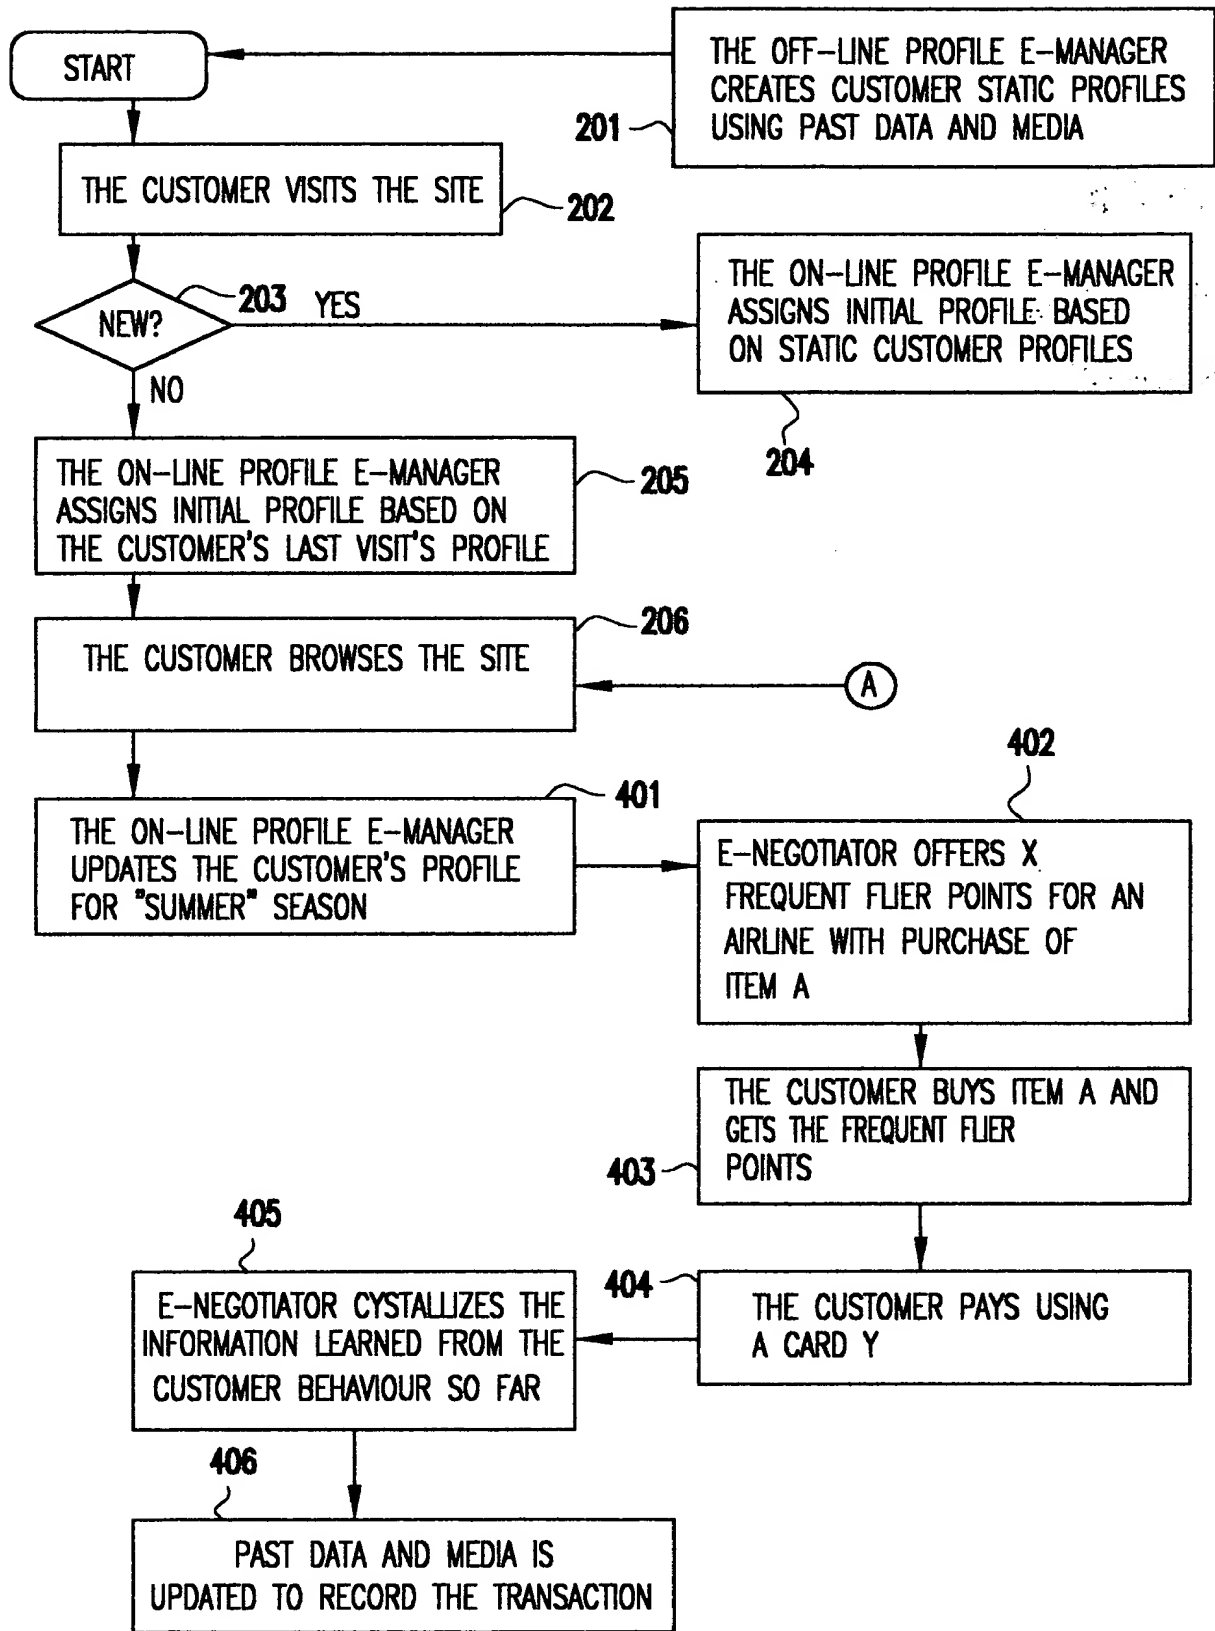 START
THE OFF-LINE PROFILE E-MANAGER
CREATES CUSTOMER STATIC PROFILES
USING PAST DATA AND MEDIA
201
THE CUSTOMER VISITS THE SITE
202
NEW?
203
YES
NO
THE ON-LINE PROFILE E-MANAGER
ASSIGNS INITIAL PROFILE BASED
ON STATIC CUSTOMER PROFILES
204
THE ON-LINE PROFILE E-MANAGER
ASSIGNS INITIAL PROFILE BASED ON
THE CUSTOMER'S LAST VISIT'S PROFILE
205
206
THE CUSTOMER BROWSES THE SITE
A
401
THE ON-LINE PROFILE E-MANAGER
UPDATES THE CUSTOMER'S PROFILE
FOR "SUMMER" SEASON
402
E-NEGOTIATOR OFFERS X
FREQUENT FLIER POINTS FOR AN
AIRLINE WITH PURCHASE OF
ITEM A
THE CUSTOMER BUYS ITEM A AND
GETS THE FREQUENT FLIER
POINTS
403
404
THE CUSTOMER PAYS USING
A CARD Y
405
E-NEGOTIATOR CYSTALLIZES THE
INFORMATION LEARNED FROM THE
CUSTOMER BEHAVIOUR SO FAR
406
PAST DATA AND MEDIA IS
UPDATED TO RECORD THE TRANSACTION